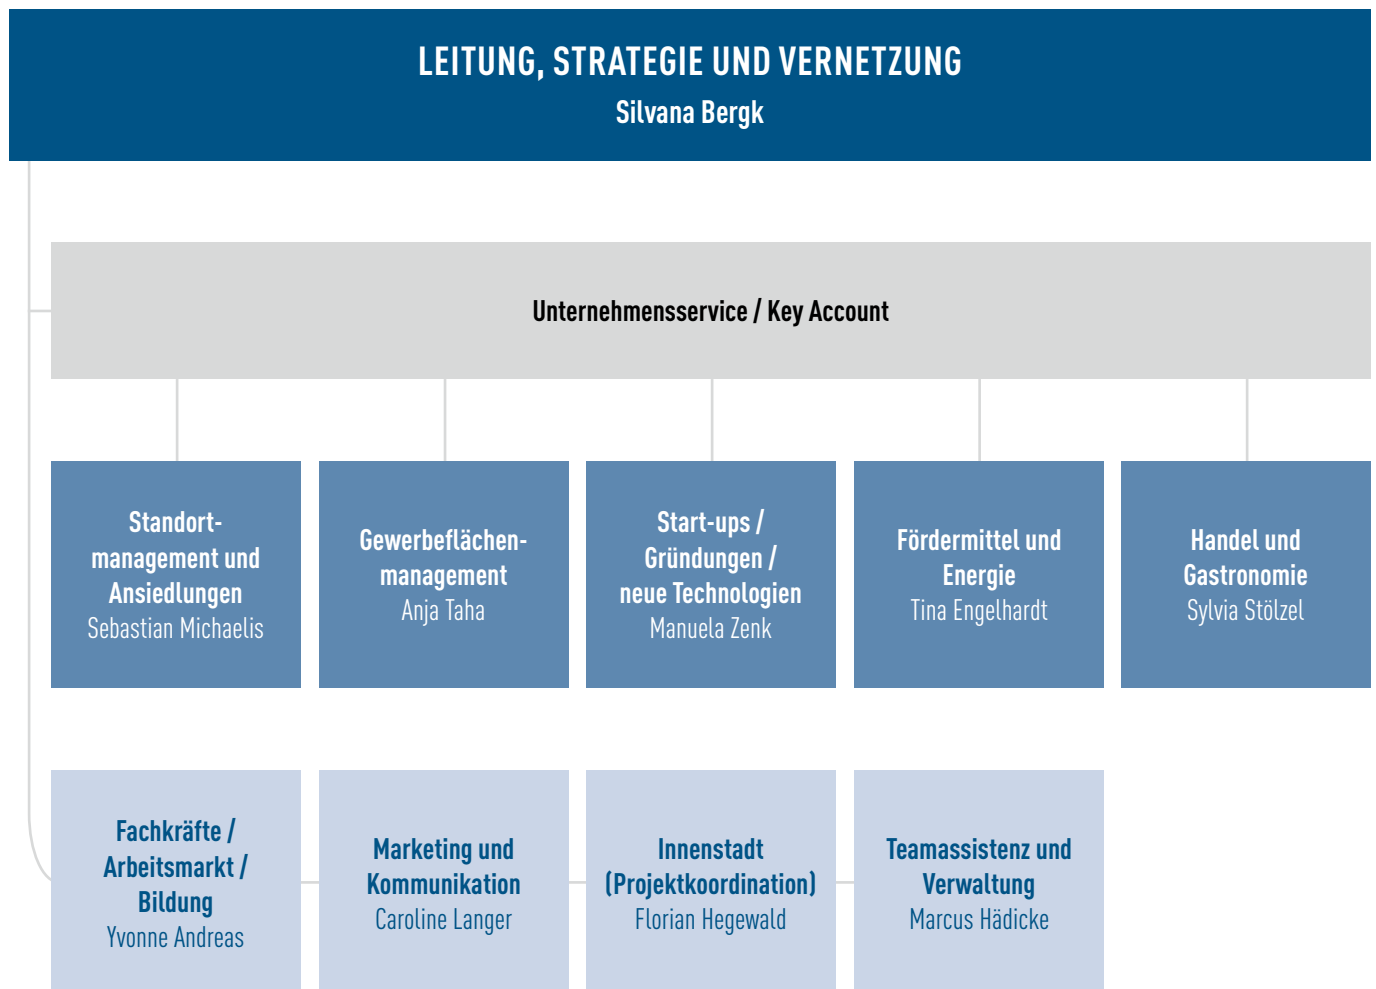 LEITUNG, STRATEGIE UND VERNETZUNG
Silvana Bergk
Unternehmensservice / Key Account
Standort-
management und
Ansiedlungen
Sebastian Michaelis
Gewerbeflächen-
management
Anja Taha
Start-ups /
Gründungen /
neue Technologien
Manuela Zenk
Fördermittel und
Energie
Tina Engelhardt
Handel und
Gastronomie
Sylvia Stölzel
Fachkräfte /
Arbeitsmarkt /
Bildung
Yvonne Andreas
Marketing und
Kommunikation
Caroline Langer
Innenstadt
(Projektkoordination)
Florian Hegewald
Teamassistenz und
Verwaltung
Marcus Hädicke